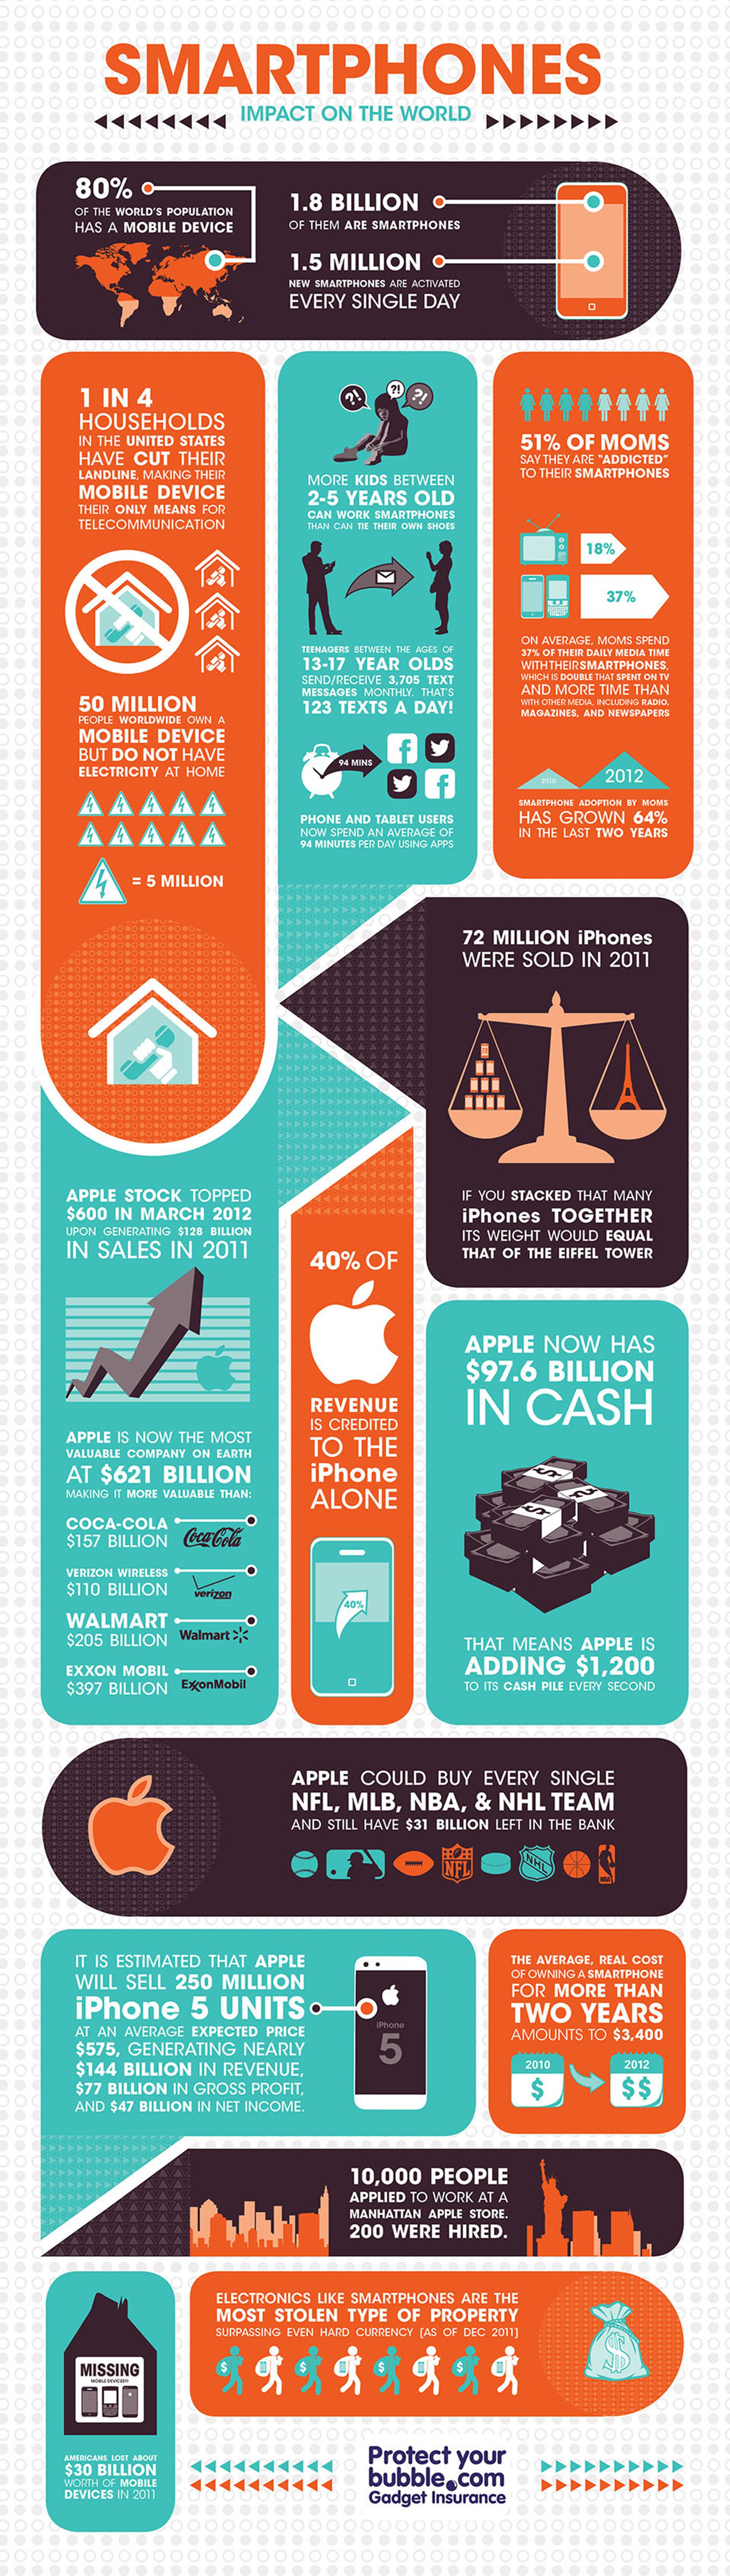 SMARTPHONES
IMPACT ON THE WORLD
80%
OF THE WORLD'S POPULATION
HAS A MOBILE DEVICE
1.8 BILLION
OF THEM ARE SMARTPHONES
1.5 MILLION
NEW SMARTPHONES ARE ACTIVATED
EVERY SINGLE DAY
1 IN 4
HOUSEHOLDS
IN THE UNITED STATES
HAVE CUT THEIR
LANDLINE, MAKING THEIR
MOBILE DEVICE
THEIR ONLY MEANS FOR
TELECOMMUNICATION
50 MILLION
PEOPLE WORLDWIDE OWN A
MOBILE DEVICE
BUT DO NOT HAVE
ELECTRICITY AT HOME
= 5 MILLION
?!
?!
?!
MORE KIDS BETWEEN
2-5 YEARS OLD
CAN WORK SMARTPHONES
THAN CAN TIE THEIR OWN SHOES
TEENAGERS BETWEEN THE AGES OF
13-17 YEAR OLDS
SEND/RECEIVE 3,705 TEXT
MESSAGES MONTHLY. THAT'S
123 TEXTS A DAY!
94 MINS
PHONE AND TABLET USERS
NOW SPEND AN AVERAGE OF
94 MINUTES PER DAY USING APPS
51% OF MOMS
SAY THEY ARE "ADDICTED"
TO THEIR SMARTPHONES
18%
37%
ON AVERAGE, MOMS SPEND
37% OF THEIR DAILY MEDIA TIME
WITH THEIR SMARTPHONES,
WHICH IS DOUBLE THAT SPENT ON TV
AND MORE TIME THAN
WITH OTHER MEDIA, INCLUDING RADIO,
MAGAZINES, AND NEWSPAPERS
2010
2012
SMARTPHONE ADOPTION BY MOMS
HAS GROWN 64%
IN THE LAST TWO YEARS
72 MILLION iPhones
WERE SOLD IN 2011
IF YOU STACKED THAT MANY
iPhones TOGETHER
ITS WEIGHT WOULD EQUAL
THAT OF THE EIFFEL TOWER
APPLE STOCK TOPPED
$600 IN MARCH 2012
UPON GENERATING $128 BILLION
IN SALES IN 2011
APPLE IS NOW THE MOST
VALUABLE COMPANY ON EARTH
AT $621 BILLION
MAKING IT MORE VALUABLE THAN:
COCA-COLA
$157 BILLION
Coca-Cola
VERIZON WIRELESS
$110 BILLION
verizon
WALMART
$205 BILLION
Walmart
EXXON MOBIL
$397 BILLION
ExxonMobil
40% OF
REVENUE
IS CREDITED
TO THE
iPhone
ALONE
40%
APPLE NOW HAS
$97.6 BILLION
IN CASH
THAT MEANS APPLE IS
ADDING $1,200
TO ITS CASH PILE EVERY SECOND
APPLE COULD BUY EVERY SINGLE
NFL, MLB, NBA, & NHL TEAM
AND STILL HAVE $31 BILLION LEFT IN THE BANK
NFL
NHL
IT IS ESTIMATED THAT APPLE
WILL SELL 250 MILLION
iPhone 5 UNITS
AT AN AVERAGE EXPECTED PRICE
$575, GENERATING NEARLY
$144 BILLION IN REVENUE,
$77 BILLION IN GROSS PROFIT,
AND $47 BILLION IN NET INCOME.
iPhone
5
THE AVERAGE, REAL COST
OF OWNING A SMARTPHONE
FOR MORE THAN
TWO YEARS
AMOUNTS TO $3,400
2010
$
2012
$$
10,000 PEOPLE
APPLIED TO WORK AT A
MANHATTAN APPLE STORE.
200 WERE HIRED.
MISSING
MOBILE DEVICES!!!
AMERICANS LOST ABOUT
$30 BILLION
WORTH OF MOBILE
DEVICES IN 2011
ELECTRONICS LIKE SMARTPHONES ARE THE
MOST STOLEN TYPE OF PROPERTY
SURPASSING EVEN HARD CURRENCY [AS OF DEC 2011]
$
Protect your
bubble.com
Gadget Insurance